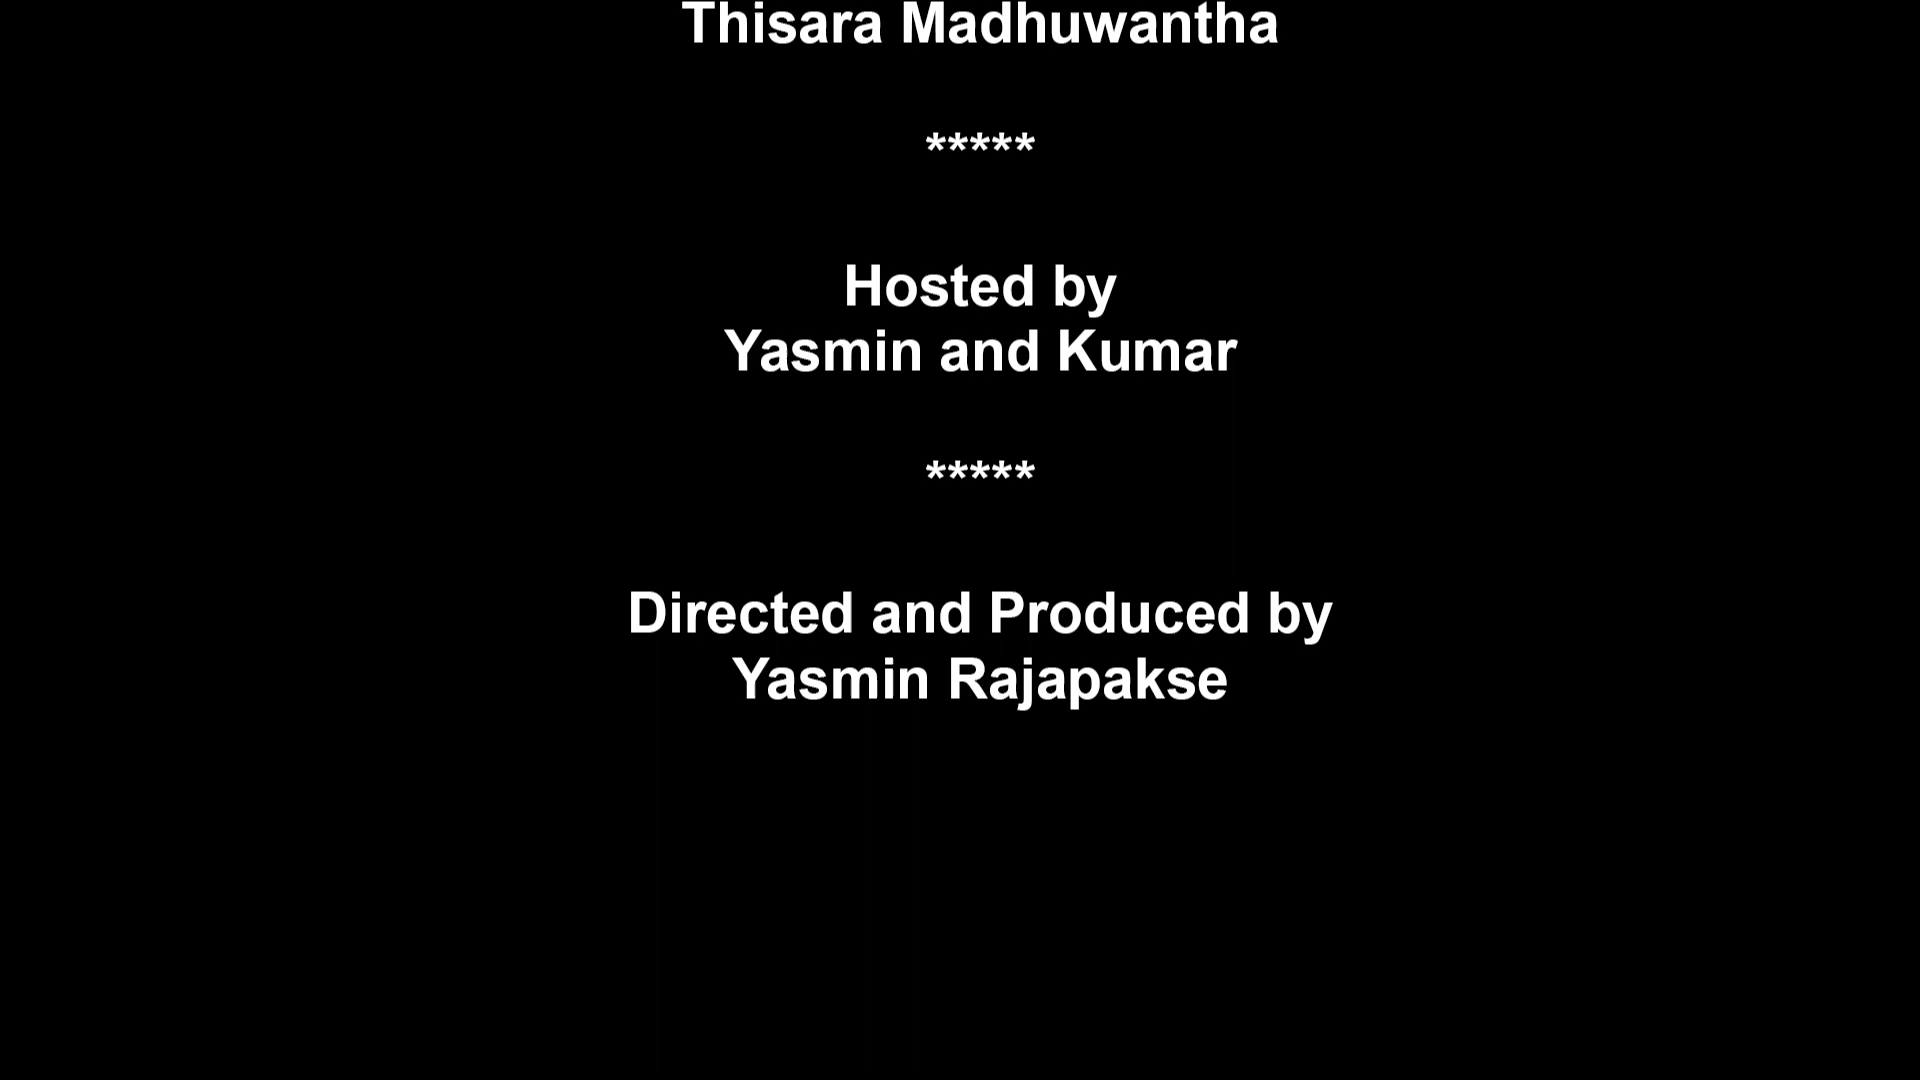 Thisara Madhuwantha
*****
Hosted by
Yasmin and Kumar
*****
Directed and Produced by
Yasmin Rajapakse